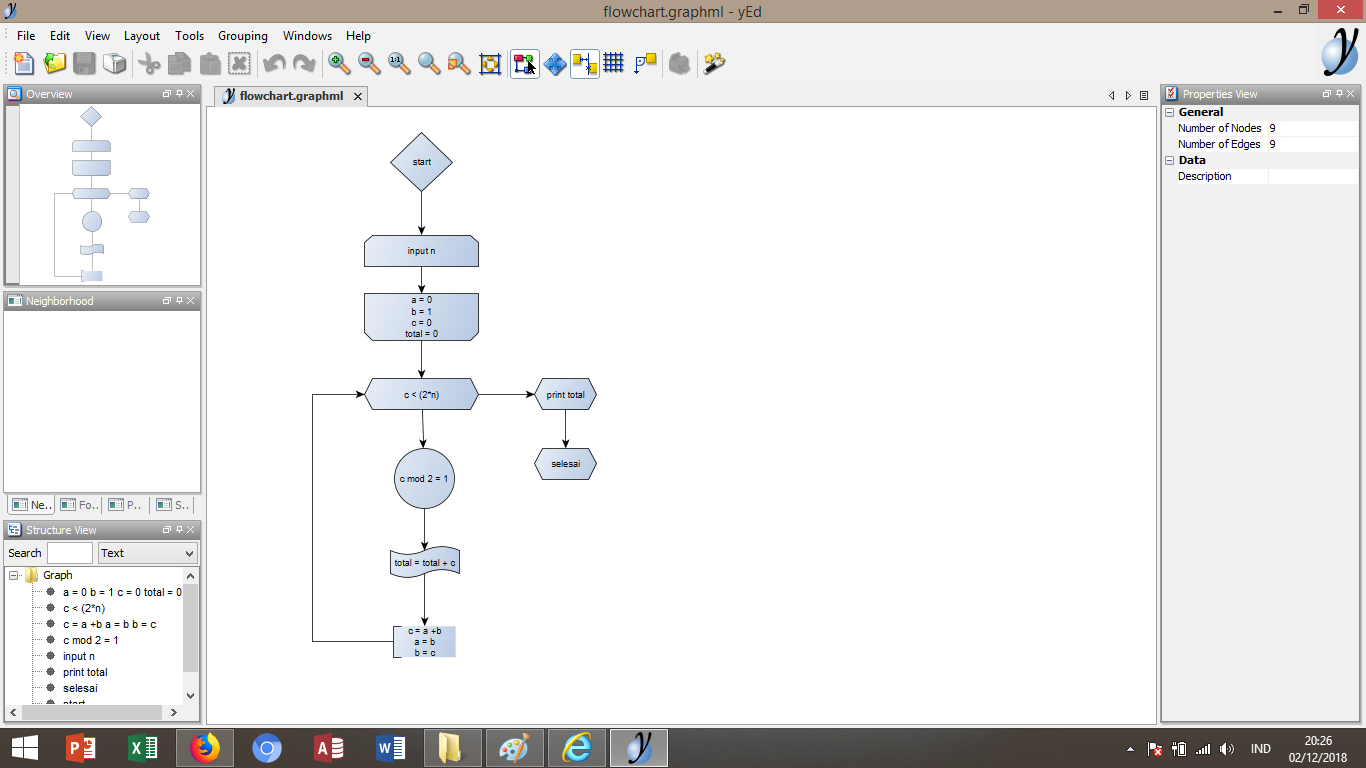 flowchart.graphml - yEd
File Edit View Layout Tools Grouping Windows Help
1:1
Overview
Neighborhood
Ne.. Fo.. P.. S..
Structure View
Search Text
Graph
a = 0 b = 1 c = 0 total = 0
c < (2*n)
c = a +b a = b b = c
c mod 2 = 1
input n
print total
selesai
start
flowchart.graphml
start
input n
a = 0
b = 1
c = 0
total = 0
c < (2*n)
print total
c mod 2 = 1
selesai
total = total + c
c = a +b
a = b
b = c
Properties View
General
Number of Nodes 9
Number of Edges 9
Data
Description
IND
20:26
02/12/2018